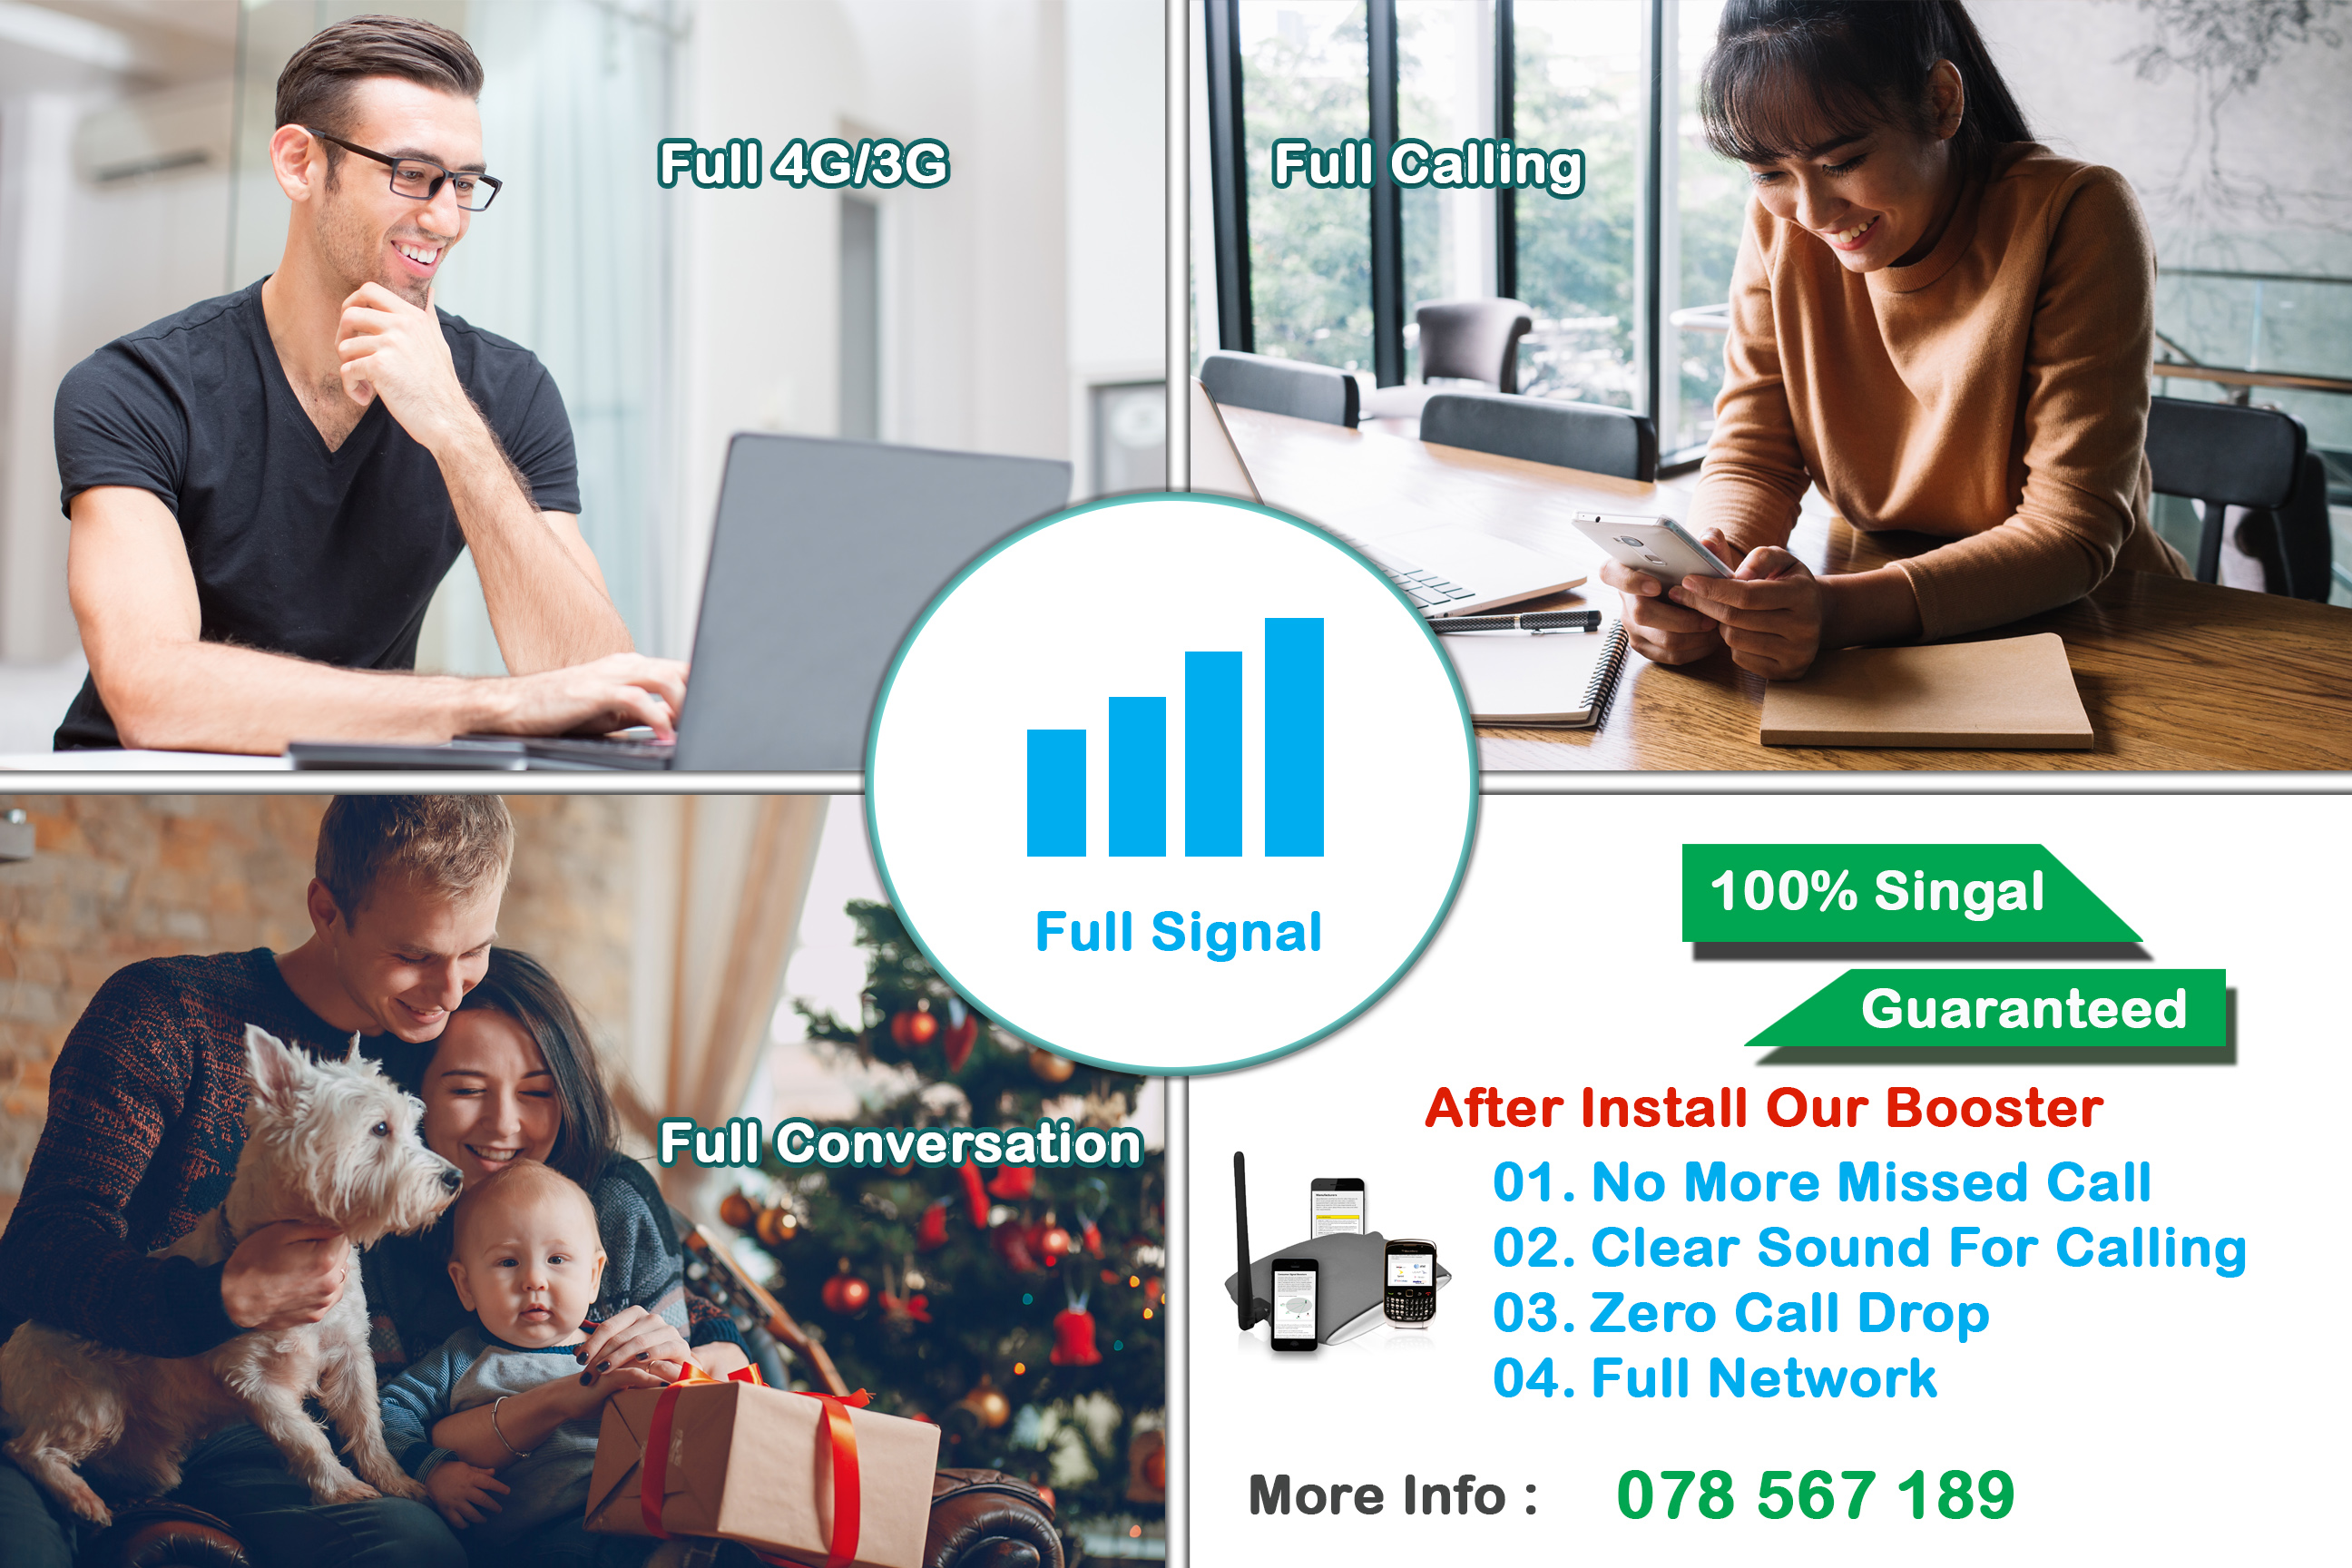 Full 4G/3G
Full Calling
Full Signal
Full Conversation
100% Singal
Guaranteed
After Install Our Booster
01. No More Missed Call
02. Clear Sound For Calling
03. Zero Call Drop
04. Full Network
More Info : 078 567 189